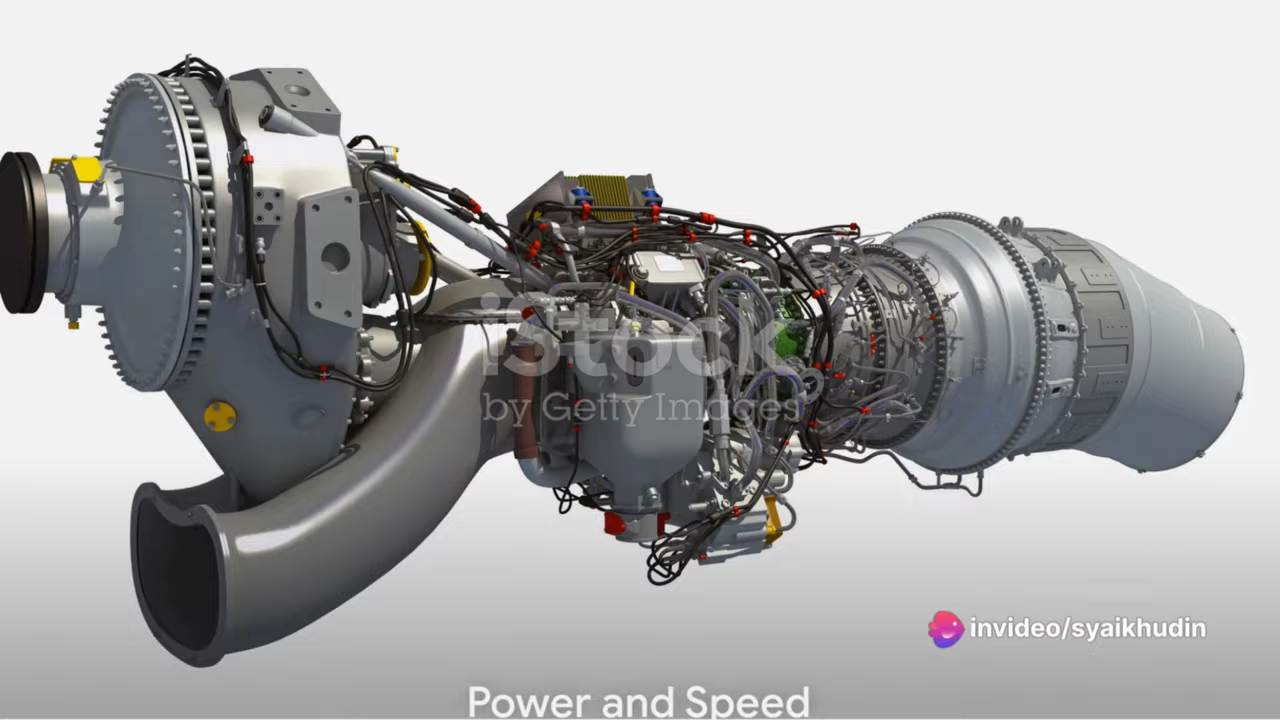 iStock
by Getty Images
invideo/syaikhudin
Power and Speed